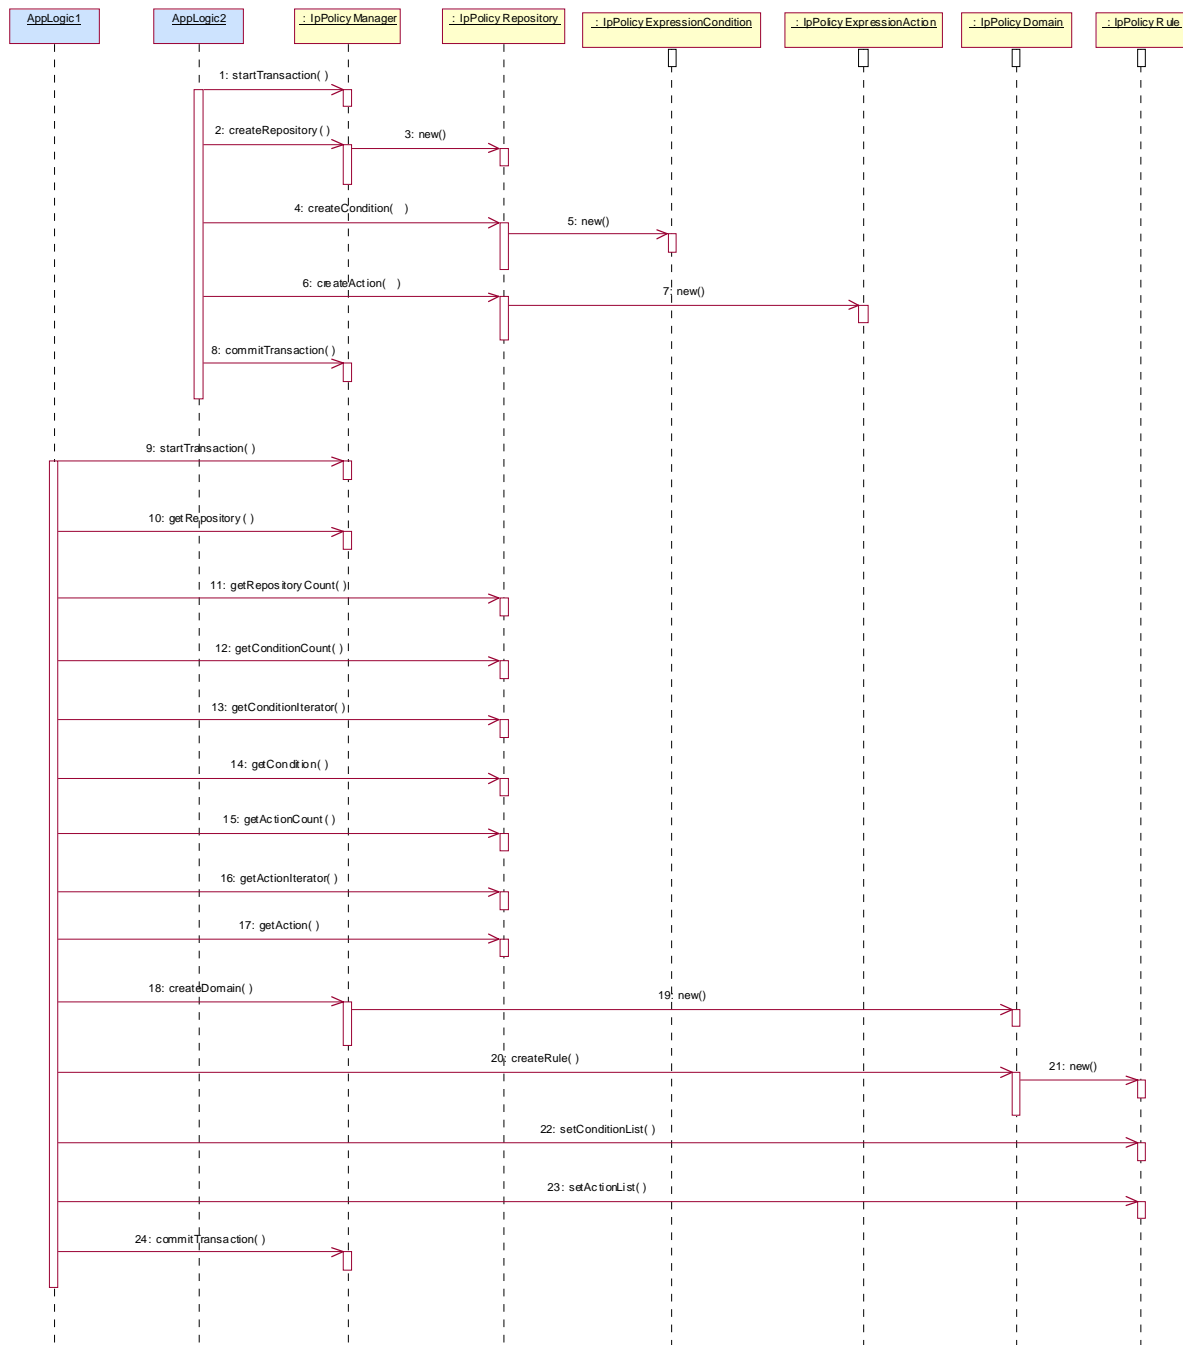 AppLogic1
AppLogic2
: IpPolicy Manager
: IpPolicy Repository
: IpPolicy ExpressionCondition
: IpPolicy ExpressionAction
: IpPolicy Domain
: IpPolicy Rule
1: startTransaction( )
2: createRepository( )
3: new()
4: createCondition( )
5: new()
6: createAction( )
7: new()
8: commitTransaction( )
9: startTransaction( )
10: getRepository( )
11: getRepositoryCount( )
12: getConditionCount( )
13: getConditionIterator( )
14: getCondition( )
15: getActionCount( )
16: getActionIterator( )
17: getAction( )
18: createDomain( )
19: new()
20: createRule( )
21: new()
22: setConditionList( )
23: setActionList( )
24: commitTransaction( )